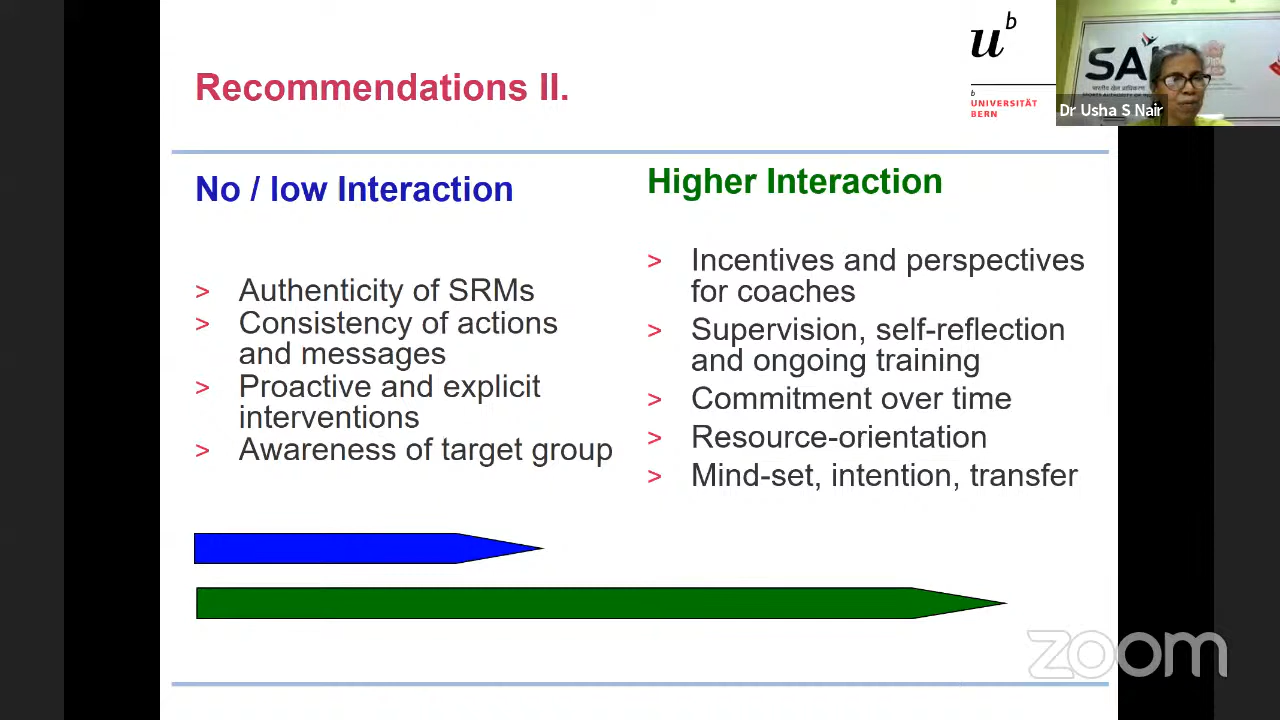 Recommendations II.
u
b
b
UNIVERSITÄT
BERN
SAI
Dr Usha S Nair
No / low Interaction
> Authenticity of SRMs
> Consistency of actions
and messages
> Proactive and explicit
interventions
> Awareness of target group
Higher Interaction
> Incentives and perspectives
for coaches
> Supervision, self-reflection
and ongoing training
> Commitment over time
> Resource-orientation
> Mind-set, intention, transfer
zoom